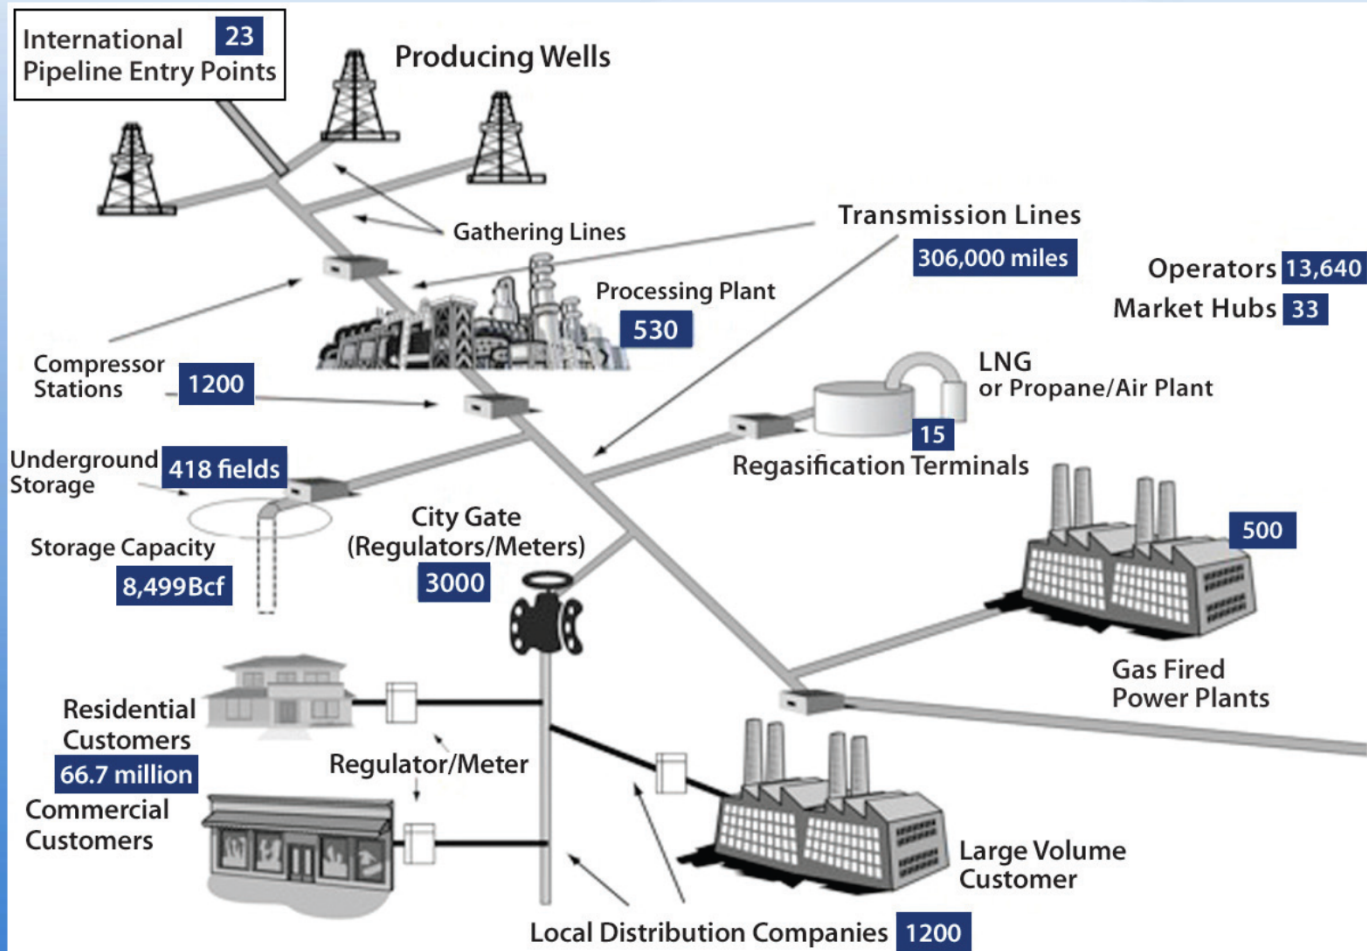 International 23
Pipeline Entry Points
Producing Wells
Gathering Lines
Transmission Lines
306,000 miles
Operators 13,640
Market Hubs 33
Processing Plant
530
Compressor
Stations 1200
LNG
or Propane/Air Plant
15
Regasification Terminals
Underground
Storage
418 fields
Storage Capacity
8,499Bcf
City Gate
(Regulators/Meters)
3000
500
Gas Fired
Power Plants
Residential
Customers
66.7 million
Regulator/Meter
Commercial
Customers
Large Volume
Customer
Local Distribution Companies 1200